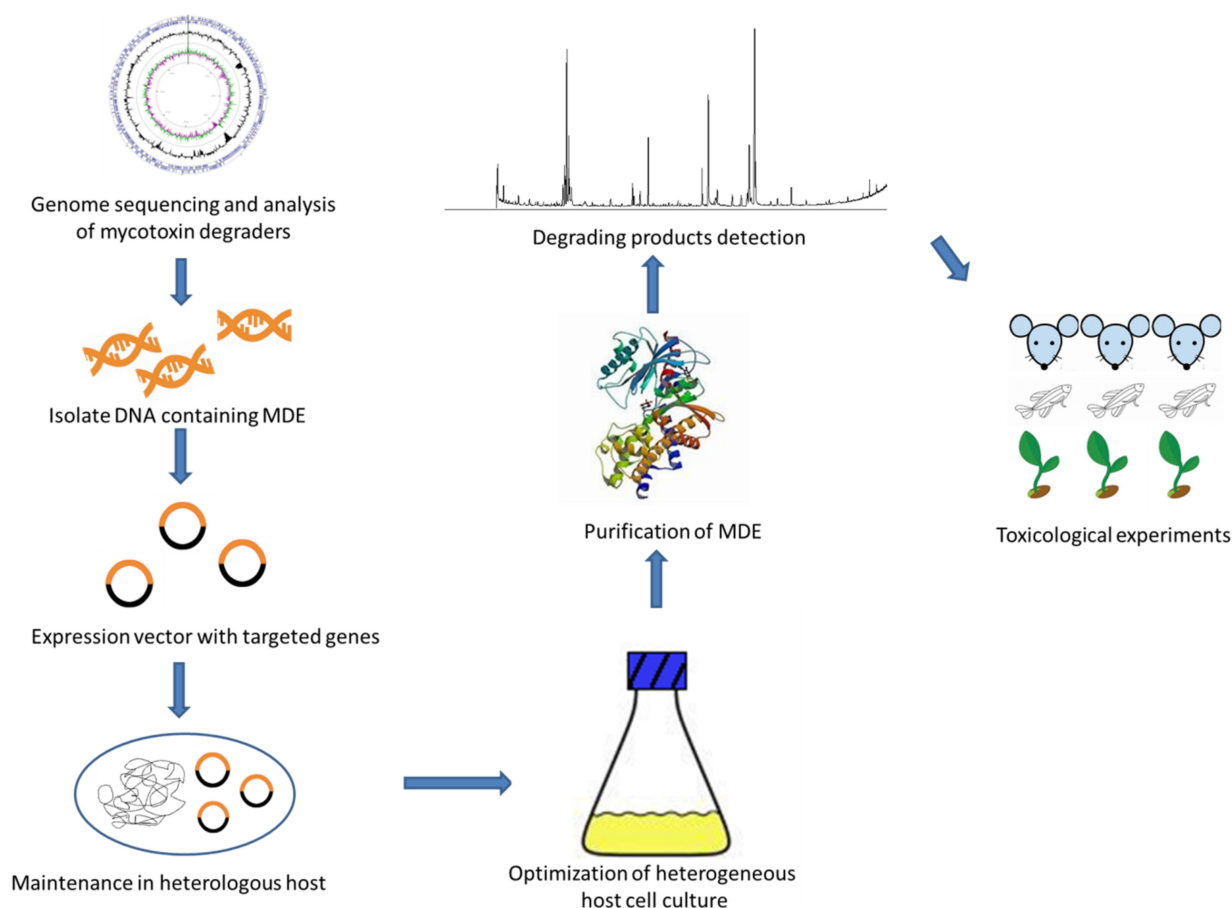 Genome sequencing and analysis
of mycotoxin degraders
Isolate DNA containing MDE
Expression vector with targeted genes
Maintenance in heterologous host
Optimization of heterogeneous
host cell culture
Purification of MDE
Degrading products detection
Toxicological experiments